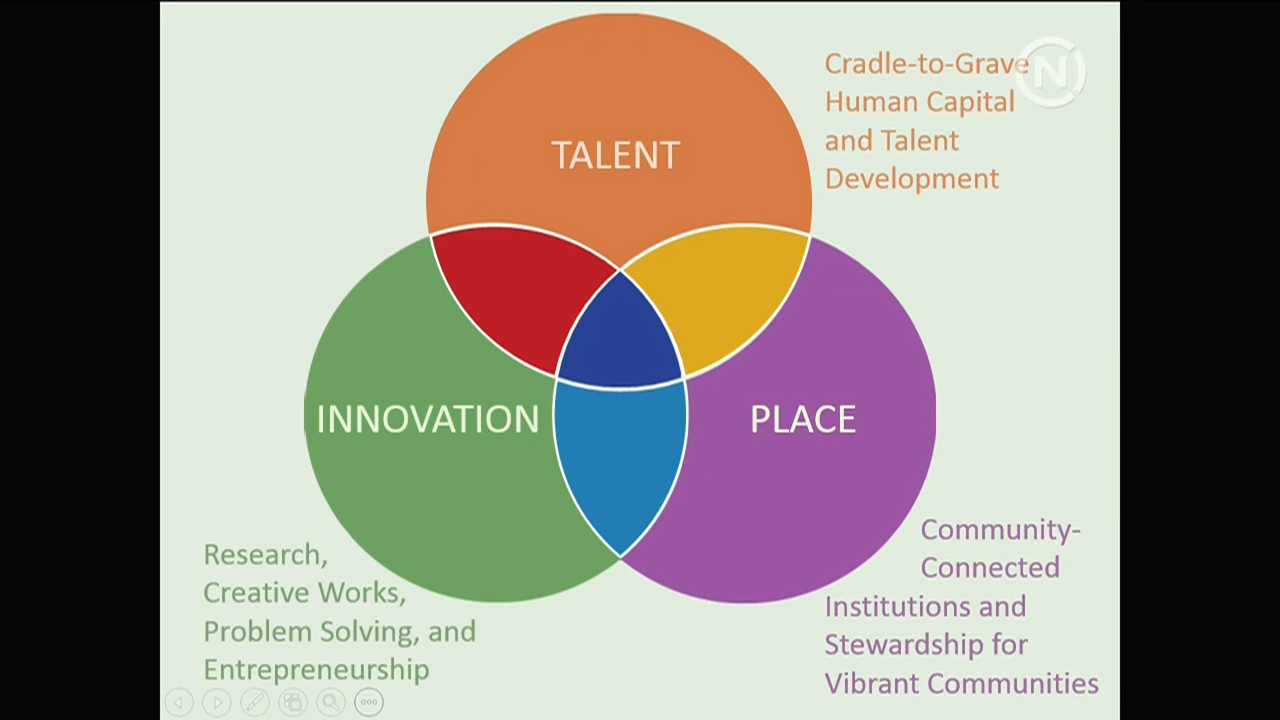 TALENT
Cradle-to-Grave
Human Capital
and Talent
Development
N
INNOVATION
PLACE
Research,
Creative Works,
Problem Solving, and
Entrepreneurship
Community-
Connected
Institutions and
Stewardship for
Vibrant Communities